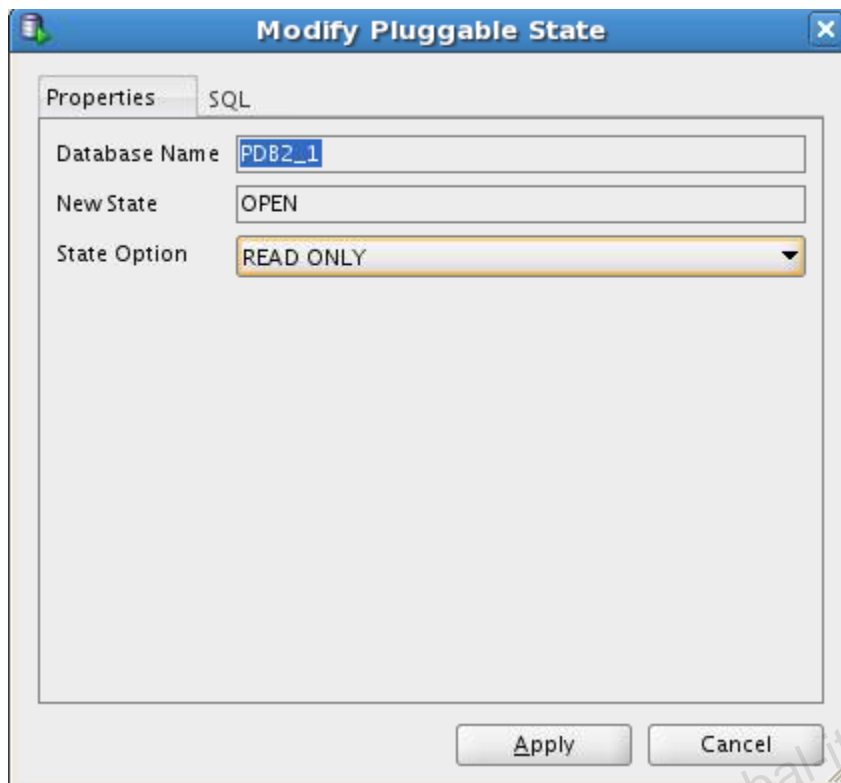 Modify Pluggable State
Properties SQL
Database Name PDB2_1
New State OPEN
State Option READ ONLY
Apply Cancel